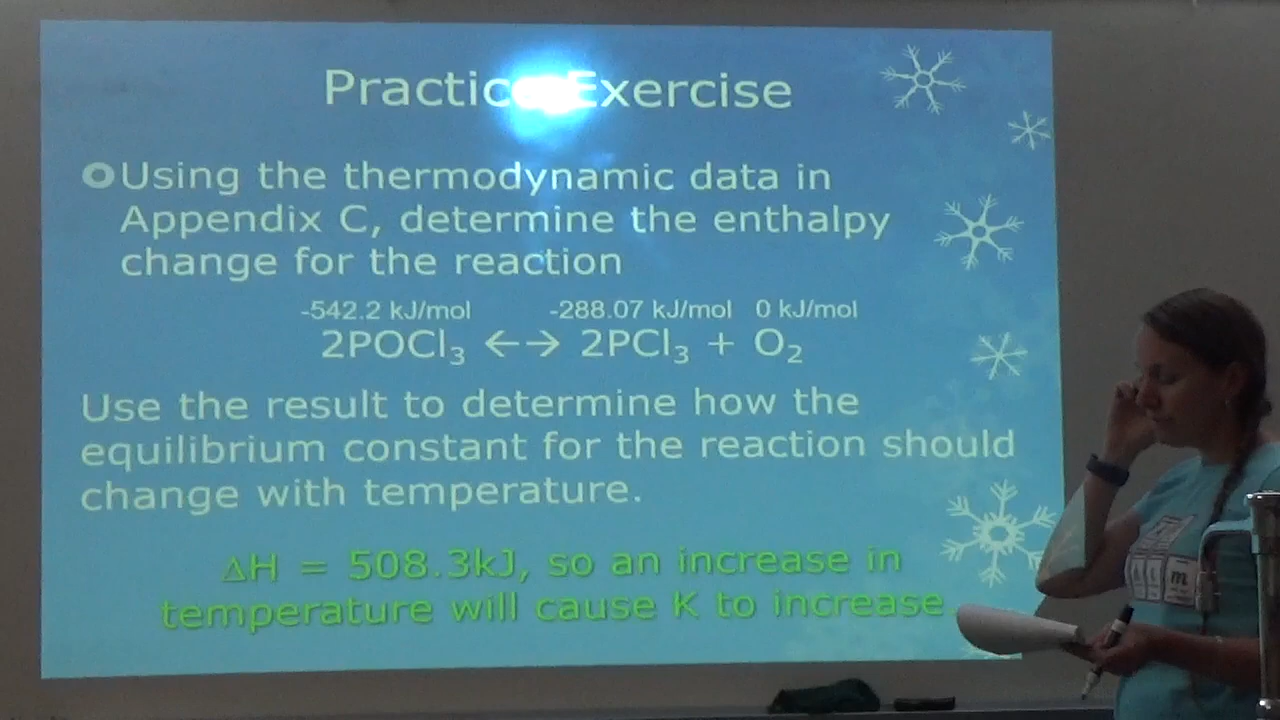 Practice Exercise
Using the thermodynamic data in
Appendix C, determine the enthalpy
change for the reaction
-542.2 kJ/mol -288.07 kJ/mol 0 kJ/mol
2POCl₃ ←→ 2PCl₃ + O₂
Use the result to determine how the
equilibrium constant for the reaction should
change with temperature.
ΔH = 508.3kJ, so an increase in
temperature will cause K to increase